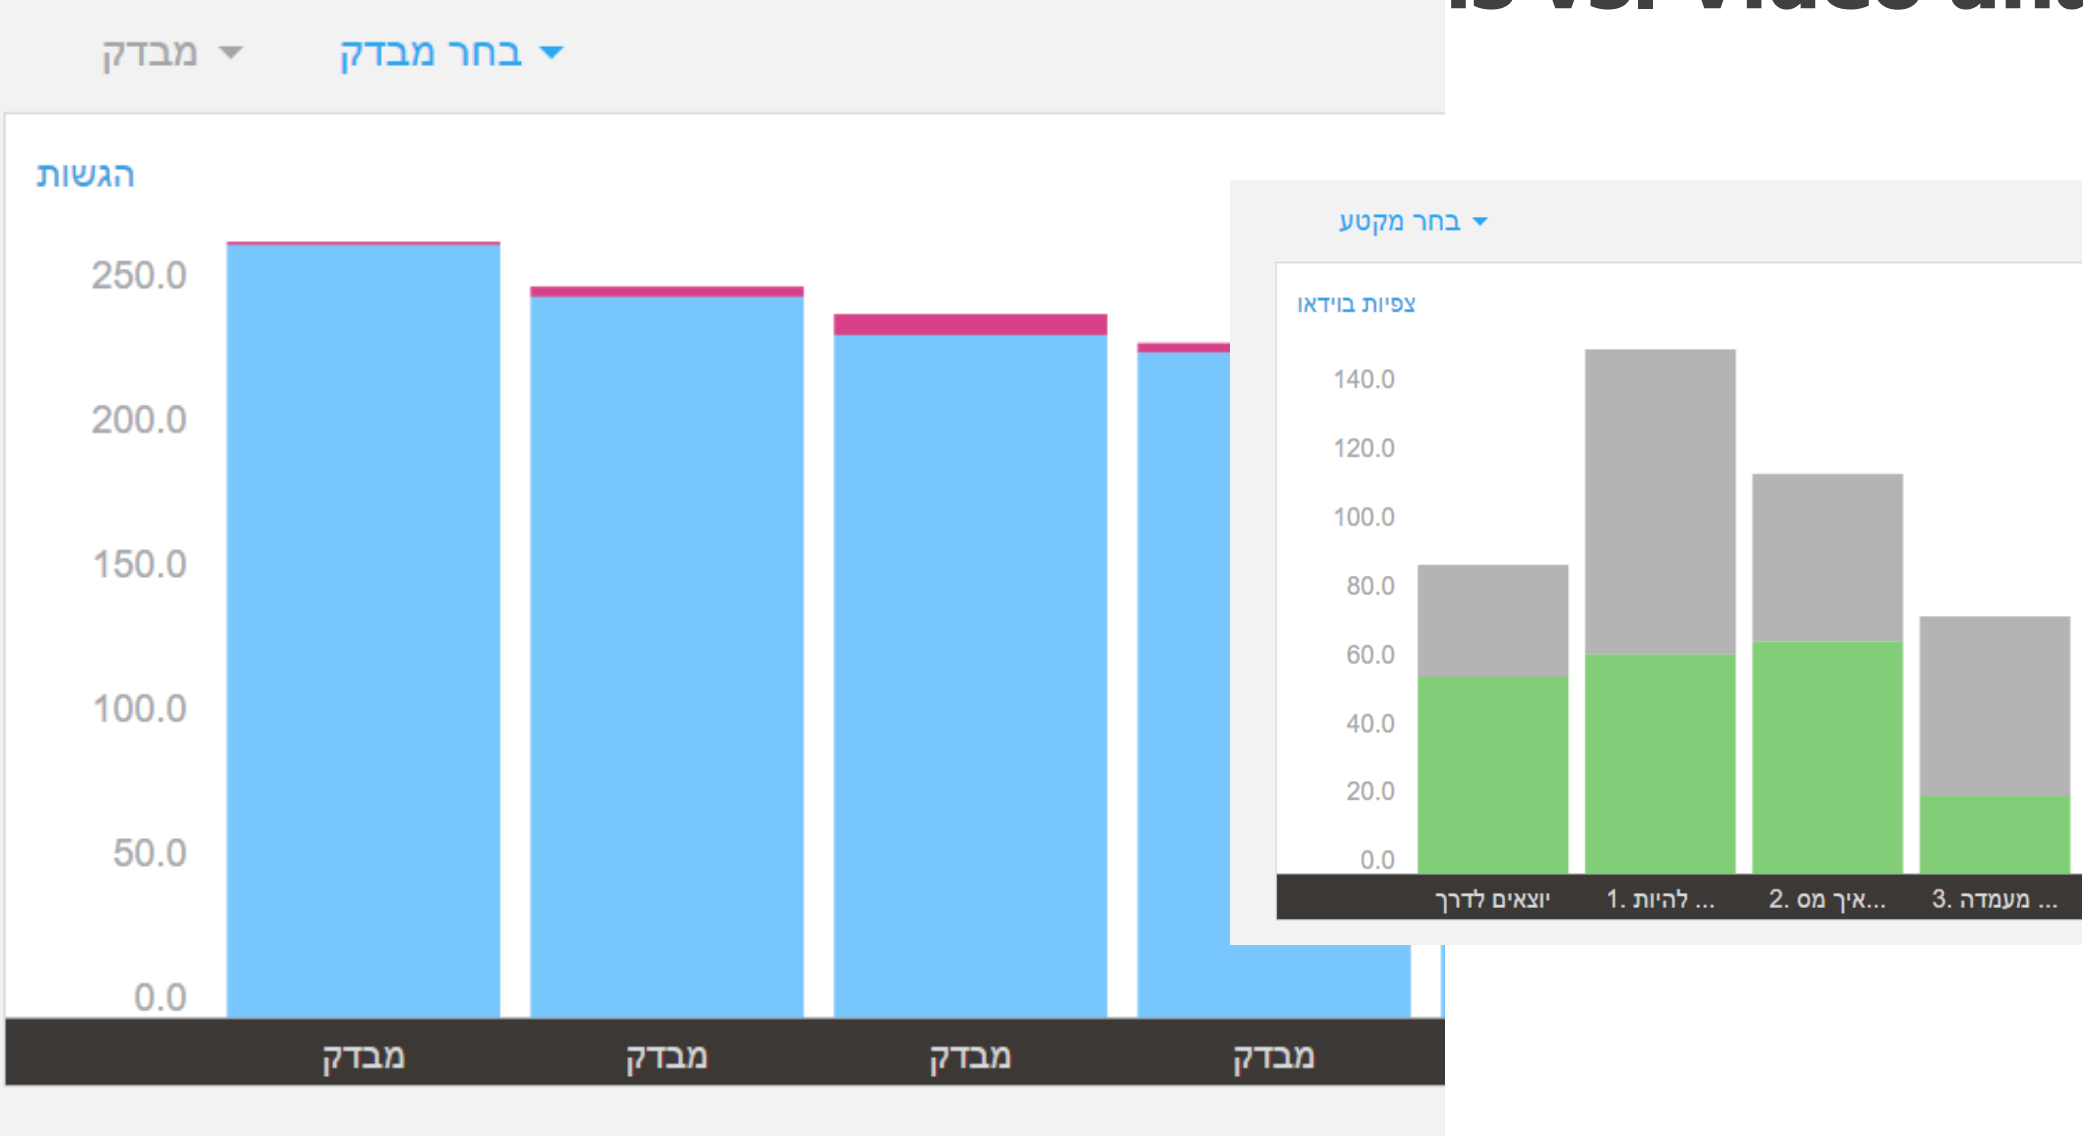 vs. Video
מבדק
בחר מבדק
הגשות
250.0
200.0
150.0
100.0
50.0
0.0
מבדק
מבדק
מבדק
מבדק
בחר מקטע
צפיות בוידאו
140.0
120.0
100.0
80.0
60.0
40.0
20.0
0.0
יוצאים לדרך
1. להיות ...
2. איך מס...
3. מעמדה ...